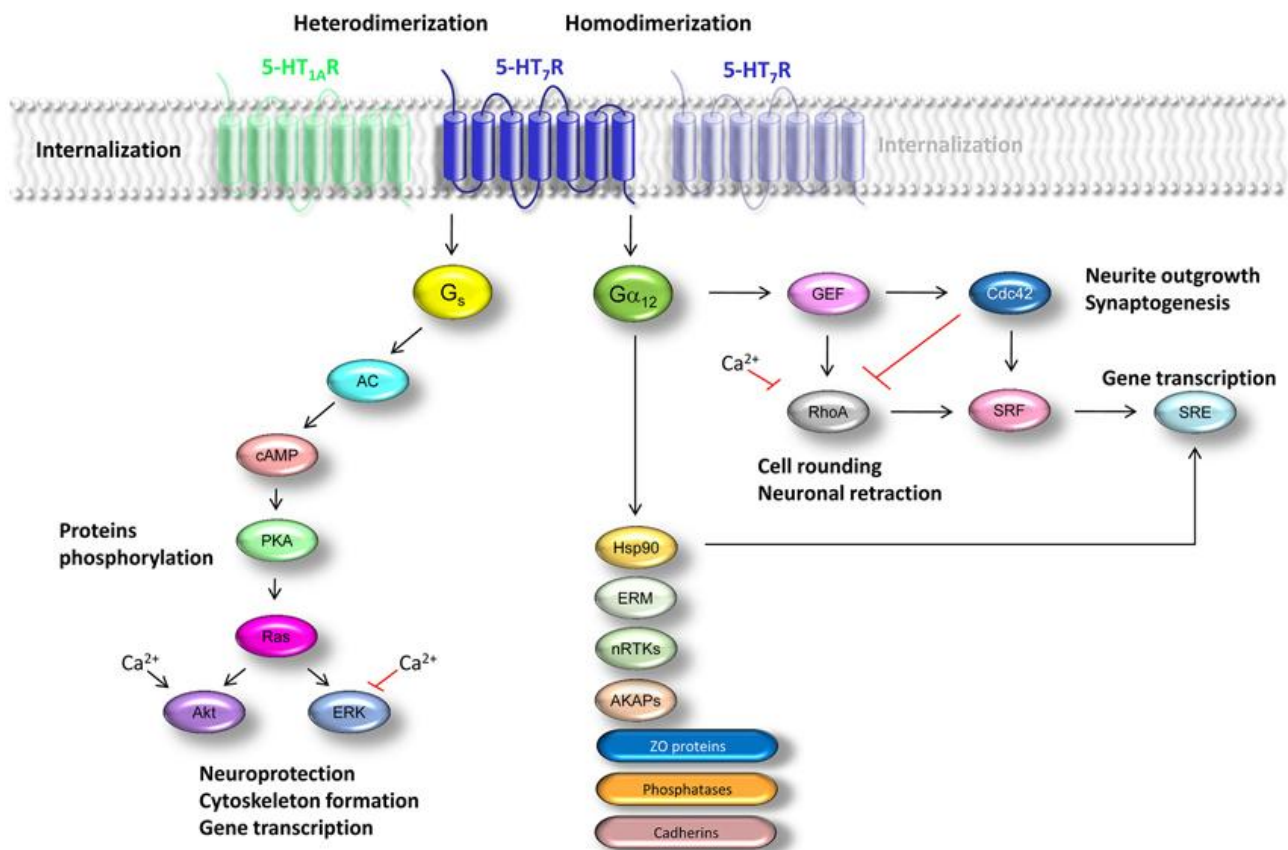 Heterodimerization
Homodimerization
5-HT1AR
5-HT7R
5-HT7R
Internalization
Internalization
Gs
Gα12
GEF
Cdc42
Neurite outgrowth
Synaptogenesis
AC
Ca2+
RhoA
SRF
Gene transcription
SRE
cAMP
Cell rounding
Neuronal retraction
Proteins
phosphorylation
PKA
Hsp90
ERM
Ras
nRTKs
Ca2+
Ca2+
AKAPs
Akt
ERK
ZO proteins
Neuroprotection
Cytoskeleton formation
Gene transcription
Phosphatases
Cadherins